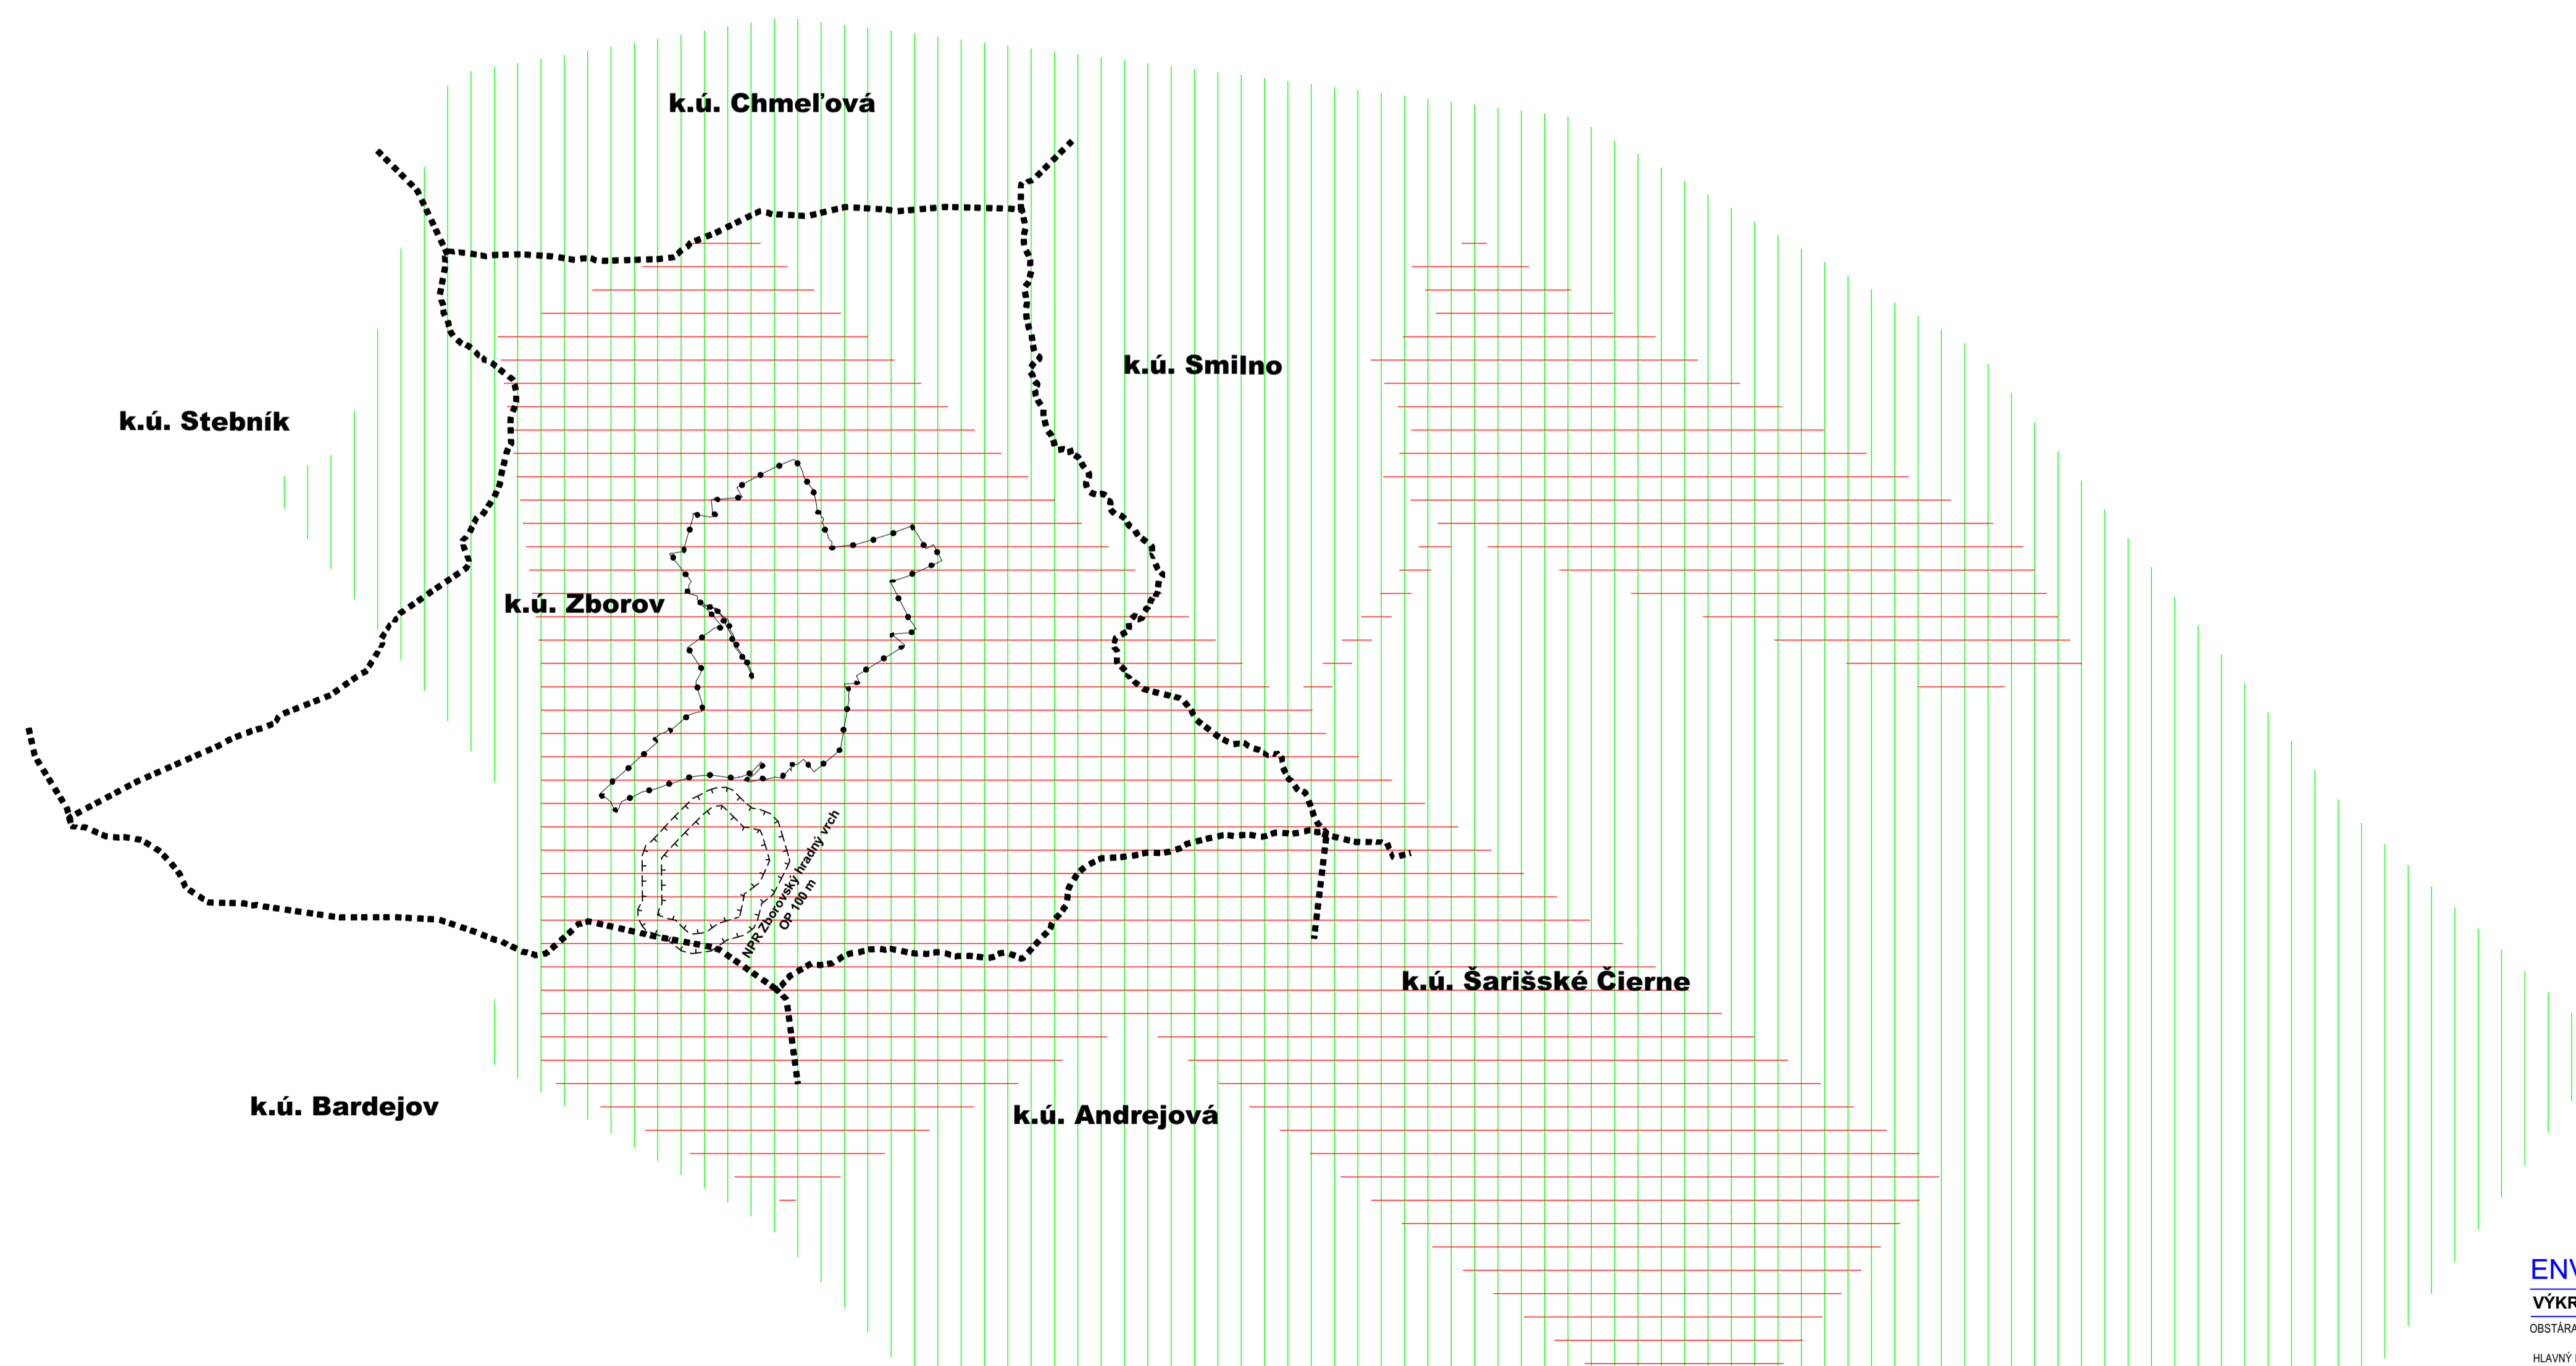 k.ú. Chmeľová
k.ú. Smilno
k.ú. Stebník
k.ú. Zborov
NPR Zborovský hradný vrch
OP 100 m
k.ú. Šarišské Čierne
k.ú. Bardejov
k.ú. Andrejová
ENV
VÝKR
OBSTÁRA
HLAVNÝ